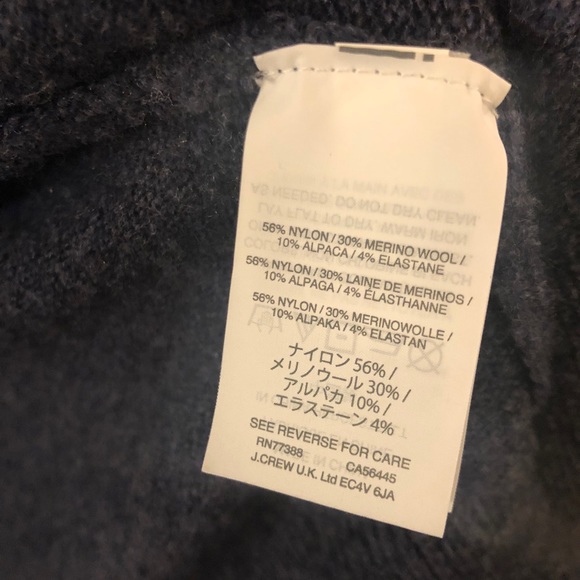 56% NYLON / 30% MERINO WOOL /
10% ALPACA / 4% ELASTANE
56% NYLON / 30% LAINE DE MERINOS /
10% ALPAGA / 4% ÉLASTHANNE
56% NYLON / 30% MERINOWOLLE /
10% ALPAKA / 4% ELASTAN
ナイロン 56% /
メリノウール 30% /
アルパカ 10% /
エラステーン 4%
SEE REVERSE FOR CARE
RN77388 CA56445
J.CREW U.K. Ltd EC4V 6JA